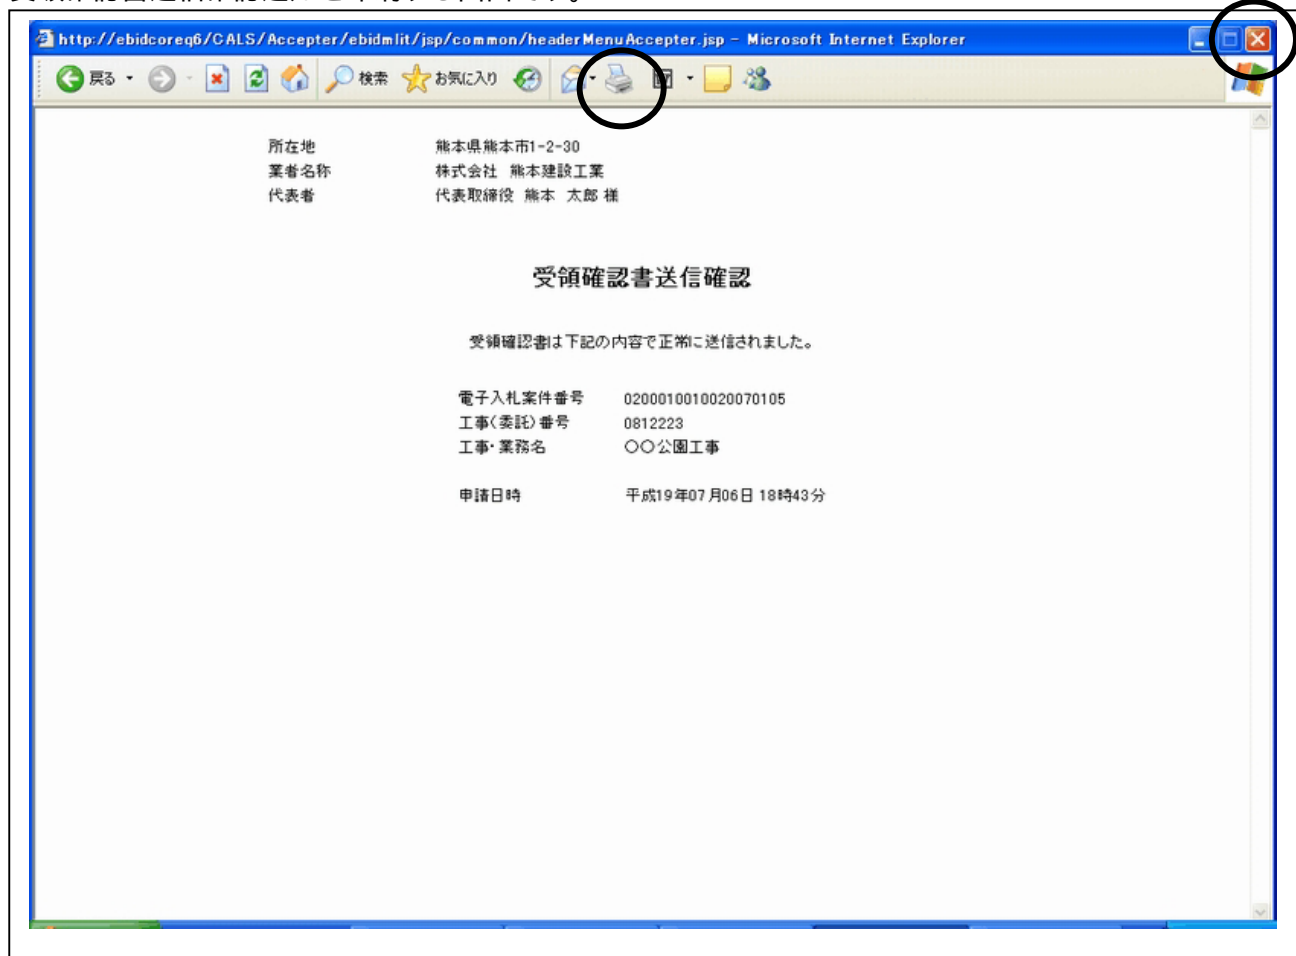 http://ebidcoreq6/CALS/Accepter/ebidmlit/jsp/common/headerMenuAccepter.jsp - Microsoft Internet Explorer
戻る 検索 お気に入り
所在地 熊本県熊本市1-2-30
業者名称 株式会社 熊本建設工業
代表者 代表取締役 熊本 太郎 様
受領確認書送信確認
受領確認書は下記の内容で正常に送信されました。
電子入札案件番号 0200010010020070105
工事(委託)番号 0812223
工事・業務名 〇〇公園工事
申請日時 平成19年07月06日 18時43分